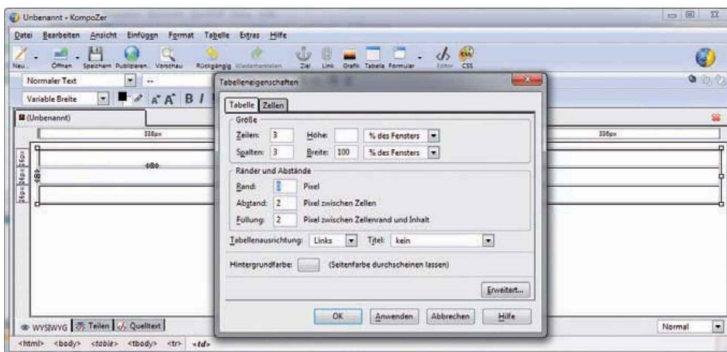 Unbenannt - KompoZer
Datei Bearbeiten Ansicht Einfügen Format Tabelle Extras Hilfe
Neu... Öffnen Speichern Publizieren... Vorschau Rückgängig Wiederherstellen Ziel Link Grafik Tabelle Formular Editor CSS
Normaler Text
Variable Breite
A A B I
(Unbenannt)
Tabelleneigenschaften
Tabelle Zellen
Größe
Zeilen: 3 Höhe: % des Fensters
Spalten: 3 Breite: 100 % des Fensters
Ränder und Abstände
Rand: Pixel
Abstand: 2 Pixel zwischen Zellen
Füllung: 2 Pixel zwischen Zellenrand und Inhalt
Tabellenausrichtung: Links Titel: kein
Hintergrundfarbe: (Seitenfarbe durchscheinen lassen)
Erweitert...
OK Anwenden Abbrechen Hilfe
WYSIWYG Teilen Quelltext
Normal
<html> <body> <table> <tbody> <tr> <td>